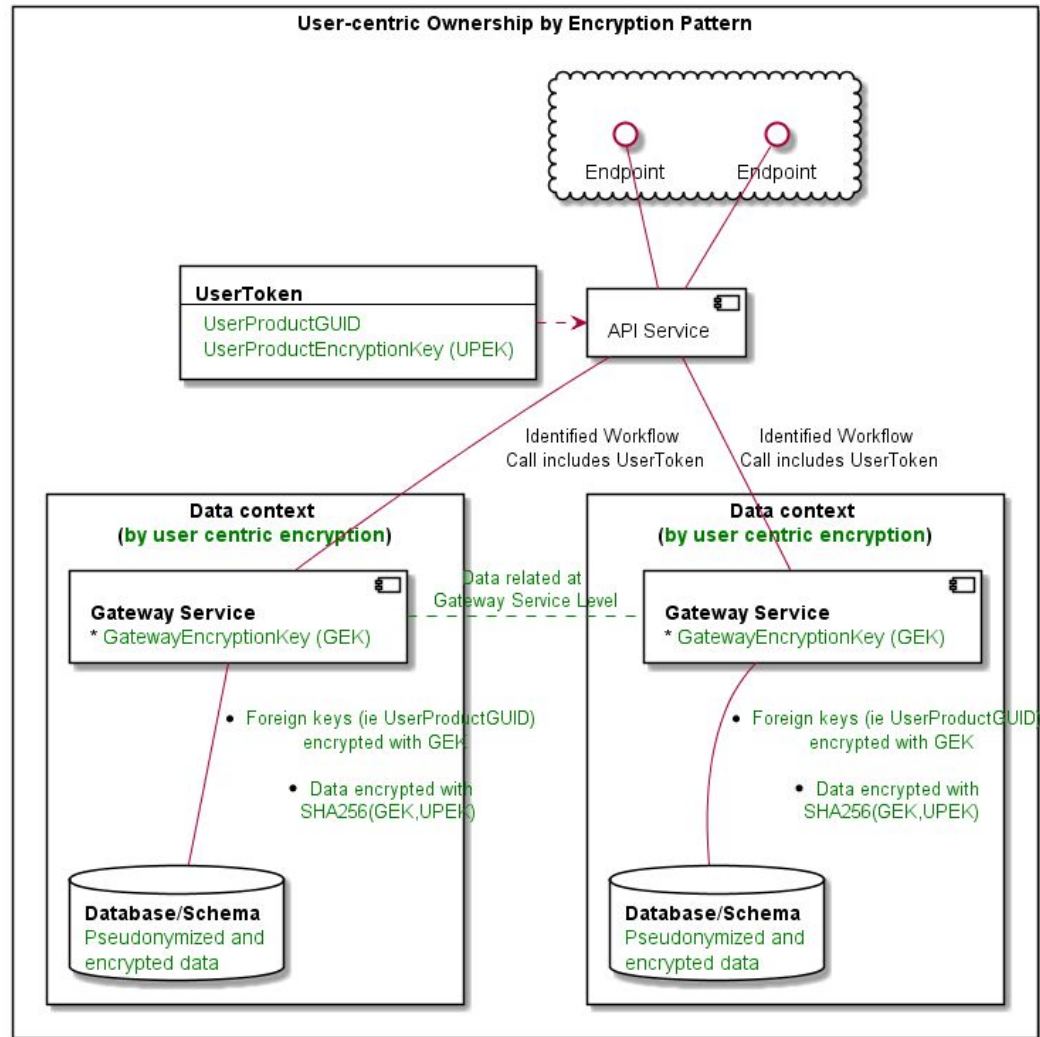 User-centric Ownership by Encryption Pattern
Endpoint
Endpoint
UserToken
UserProductGUID
UserProductEncryptionKey (UPEK)
API Service
Identified Workflow
Call includes UserToken
Identified Workflow
Call includes UserToken
Data context
(by user centric encryption)
Data context
(by user centric encryption)
Gateway Service
* GatewayEncryptionKey (GEK)
Data related at
Gateway Service Level
Gateway Service
* GatewayEncryptionKey (GEK)
• Foreign keys (ie UserProductGUID)
encrypted with GEK
• Data encrypted with
SHA256(GEK,UPEK)
• Foreign keys (ie UserProductGUID)
encrypted with GEK
• Data encrypted with
SHA256(GEK,UPEK)
Database/Schema
Pseudonymized and
encrypted data
Database/Schema
Pseudonymized and
encrypted data